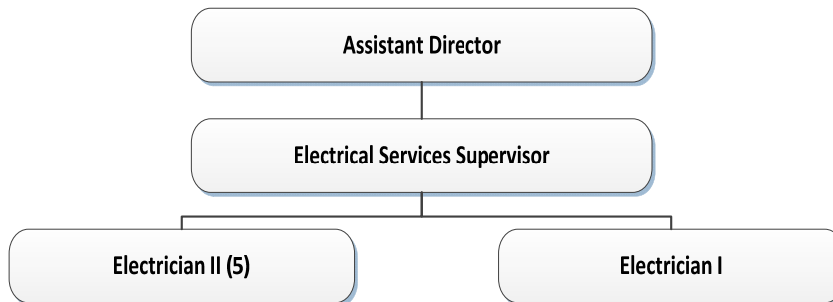 Assistant Director
Electrical Services Supervisor
Electrician II (5)
Electrician I